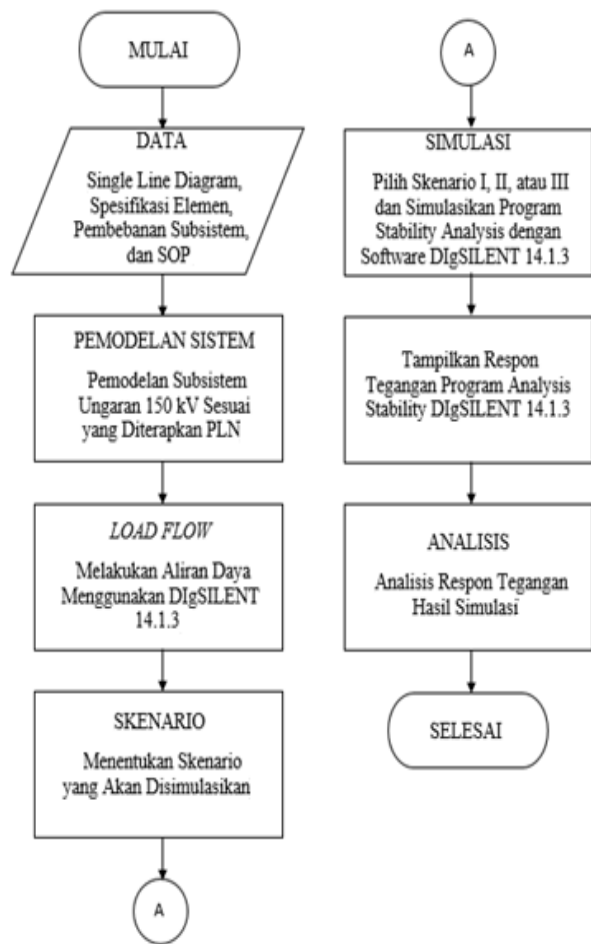 MULAI
DATA
Single Line Diagram,
Spesifikasi Elemen,
Pembebanan Subsistem,
dan SOP
PEMODELAN SISTEM
Pemodelan Subsistem
Ungaran 150 kV Sesuai
yang Diterapkan PLN
LOAD FLOW
Melakukan Aliran Daya
Menggunakan DIgSILENT
14.1.3
SKENARIO
Menentukan Skenario
yang Akan Disimulasikan
A
A
SIMULASI
Pilih Skenario I, II, atau III
dan Simulasikan Program
Stability Analysis dengan
Software DIgSILENT 14.1.3
Tampilkan Respon
Tegangan Program Analysis
Stability DIgSILENT 14.1.3
ANALISIS
Analisis Respon Tegangan
Hasil Simulasi
SELESAI